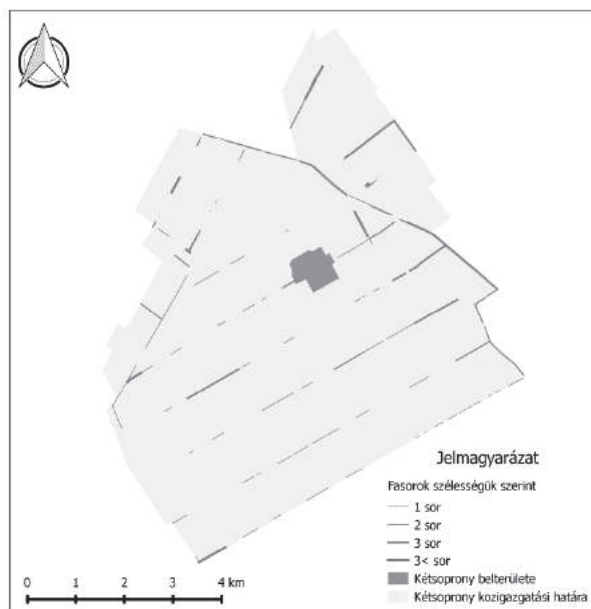 Jelmagyarázat
Fasorok szélességük szerint
1 sor
2 sor
3 sor
3< sor
Kétsoprony belterülete
Kétsoprony közigazgatási határa
0 1 2 3 4 km